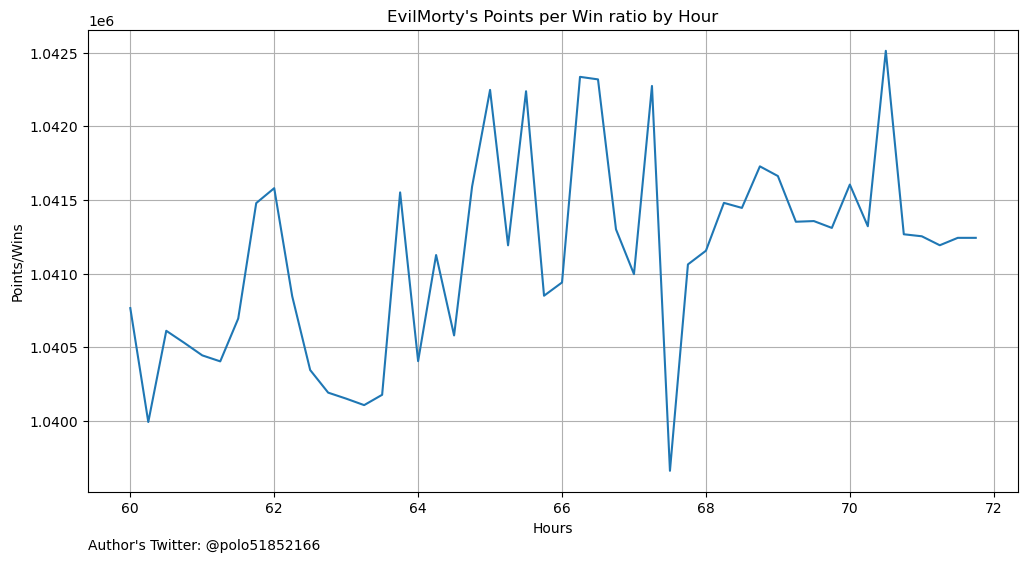 EvilMorty's Points per Win ratio by Hour
1e6
1.0425
1.0420
1.0415
1.0410
1.0405
1.0400
Points/Wins
60 62 64 66 68 70 72
Hours
Author's Twitter: @polo51852166